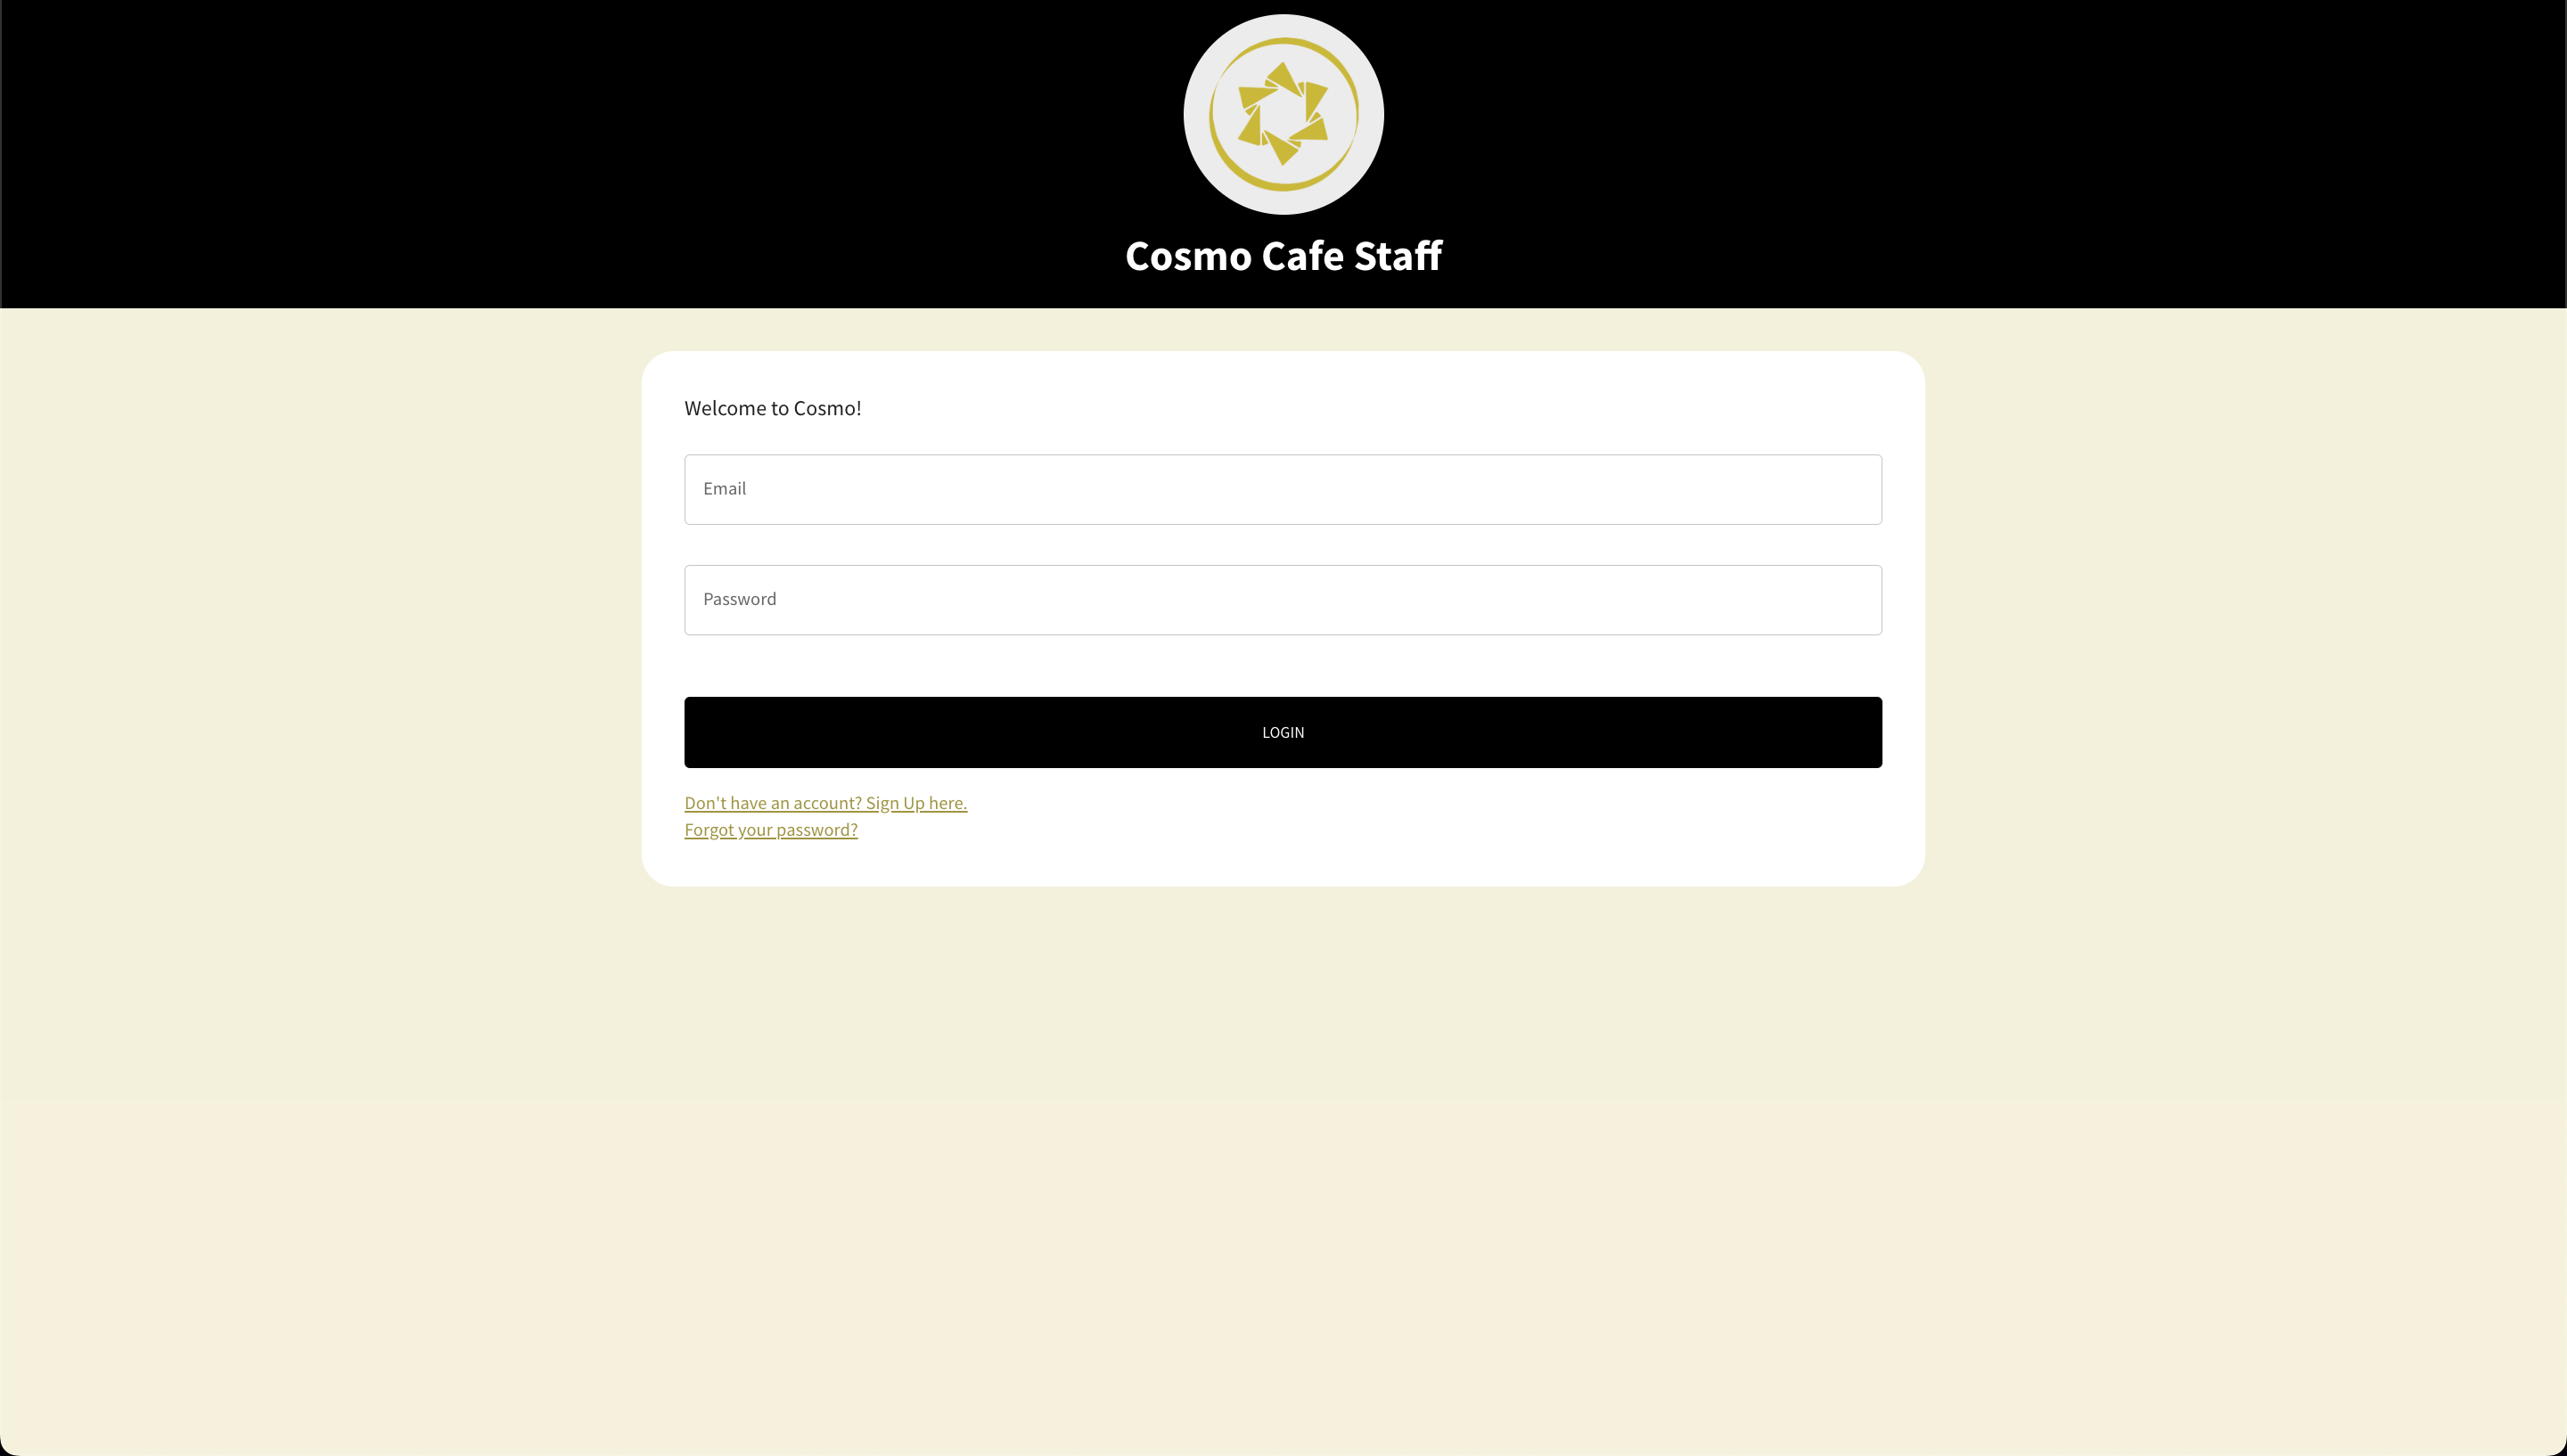 Cosmo Cafe Staff
Welcome to Cosmo!
Email
Password
LOGIN
Don't have an account? Sign Up here.
Forgot your password?